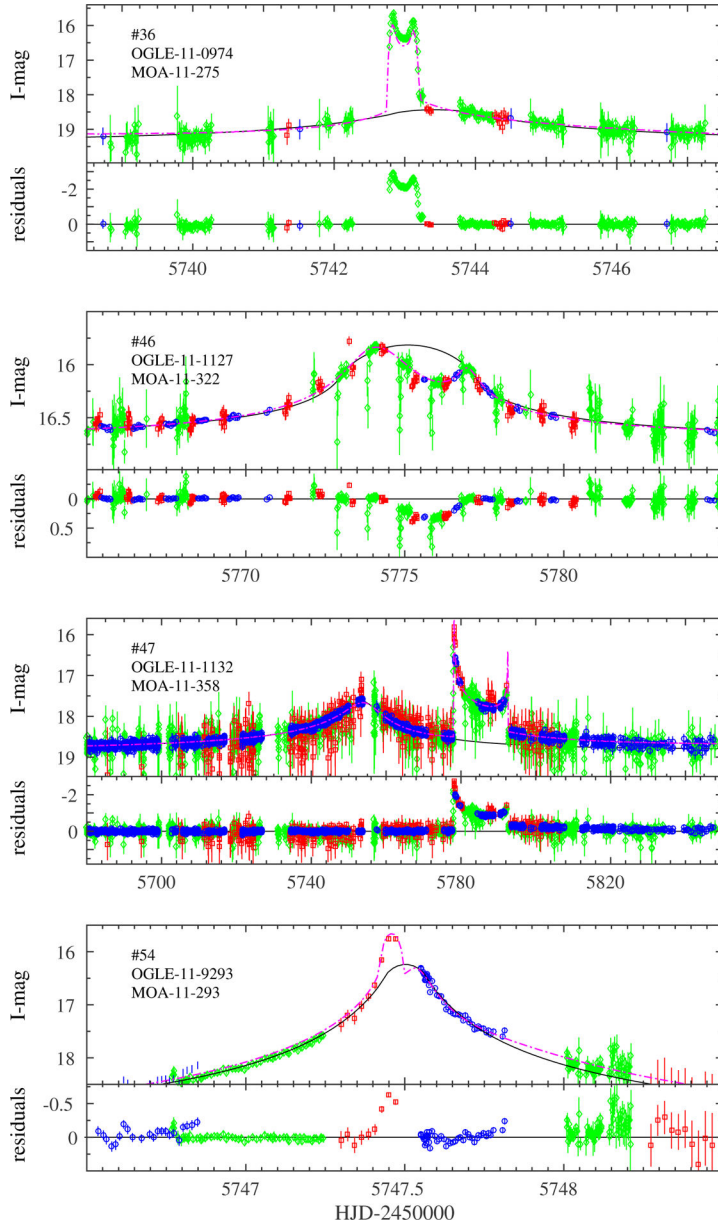 16
#36
OGLE-11-0974
17
MOA-11-275
I-mag
18
19
-2
residuals
0
5740
5742
5744
5746
#46
16
OGLE-11-1127
MOA-11-322
I-mag
16.5
0
residuals
0.5
5770
5775
5780
16
#47
OGLE-11-1132
17
MOA-11-358
I-mag
18
19
-2
residuals
0
5700
5740
5780
5820
16
#54
OGLE-11-9293
MOA-11-293
17
I-mag
18
-0.5
residuals
0
5747
5747.5
5748
HJD-2450000